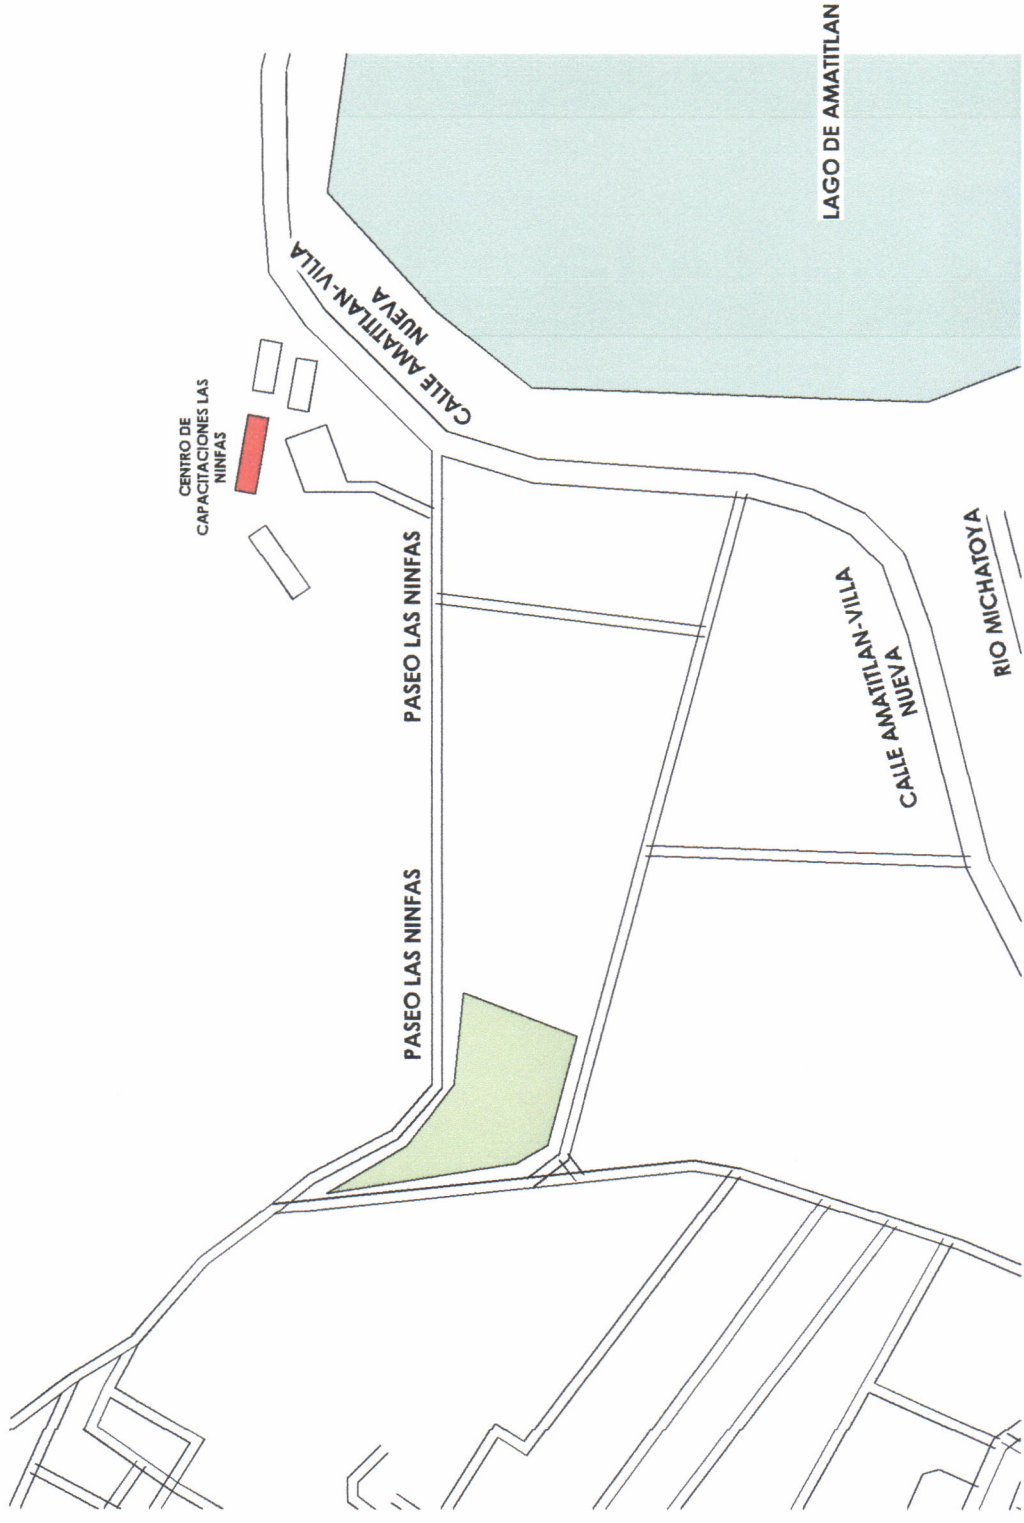 CENTRO DE
CAPACITACIONES LAS
NINFAS
PASEO LAS NINFAS
PASEO LAS NINFAS
CALLE AMATITLAN-VILLA
NUEVA
LAGO DE AMATITLAN
CALLE AMATITLAN-VILLA
NUEVA
RIO MICHATOYA